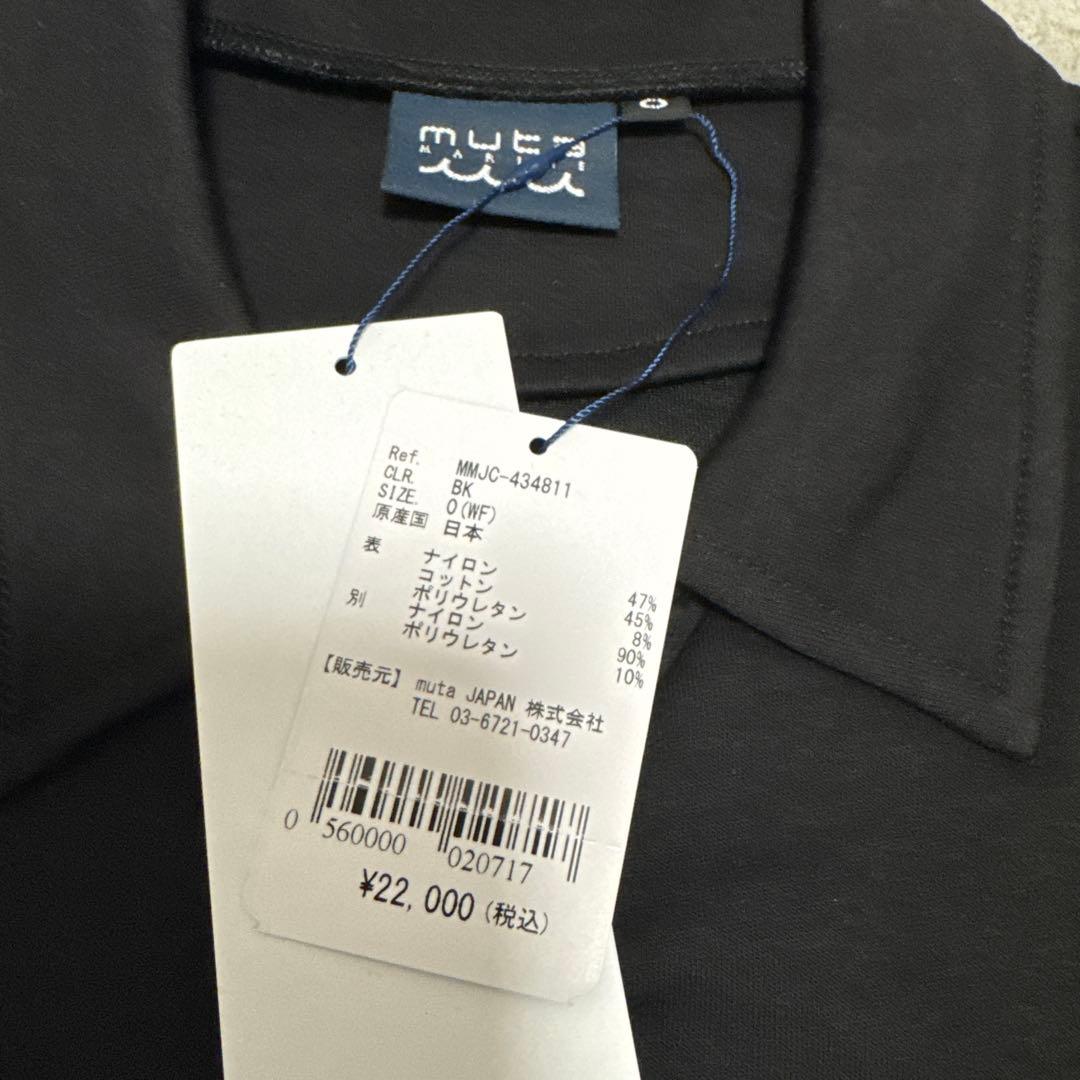 muta
MARINE
0
Ref. MMJC-434811
CLR. BK
SIZE. 0(WF)
原産国 日本
表 ナイロン 47%
コットン 45%
ポリウレタン 8%
別 ナイロン 90%
ポリウレタン 10%
【販売元】 muta JAPAN 株式会社
TEL 03-6721-0347
0 560000 020717
¥22,000(税込)